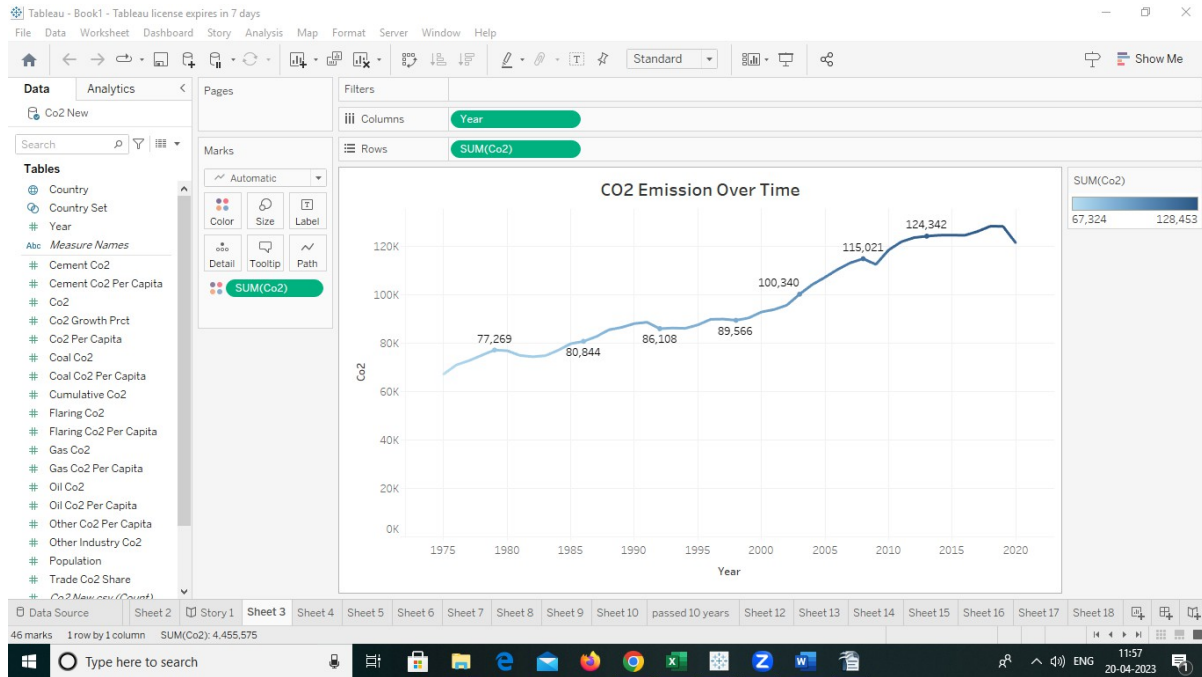 Tableau - Book1 - Tableau license expires in 7 days
File Data Worksheet Dashboard Story Analysis Map Format Server Window Help
Standard
Show Me
Data Analytics
Co2 New
Search
Tables
Country
Country Set
# Year
Abc Measure Names
# Cement Co2
# Cement Co2 Per Capita
# Co2
# Co2 Growth Prct
# Co2 Per Capita
# Coal Co2
# Coal Co2 Per Capita
# Cumulative Co2
# Flaring Co2
# Flaring Co2 Per Capita
# Gas Co2
# Gas Co2 Per Capita
# Oil Co2
# Oil Co2 Per Capita
# Other Co2 Per Capita
# Other Industry Co2
# Population
# Trade Co2 Share
# Co2 New.csv (Count)
Pages
Marks
Automatic
Color Size Label
Detail Tooltip Path
SUM(Co2)
Filters
Columns Year
Rows SUM(Co2)
CO2 Emission Over Time
120K
100K
80K
60K
40K
20K
0K
Co2
77,269
80,844
86,108
89,566
100,340
115,021
124,342
1975 1980 1985 1990 1995 2000 2005 2010 2015 2020
Year
SUM(Co2)
67,324 128,453
Data Source Sheet 2 Story 1 Sheet 3 Sheet 4 Sheet 5 Sheet 6 Sheet 7 Sheet 8 Sheet 9 Sheet 10 passed 10 years Sheet 12 Sheet 13 Sheet 14 Sheet 15 Sheet 16 Sheet 17 Sheet 18
46 marks 1 row by 1 column SUM(Co2): 4,455,575
Type here to search
ENG
11:57
20-04-2023